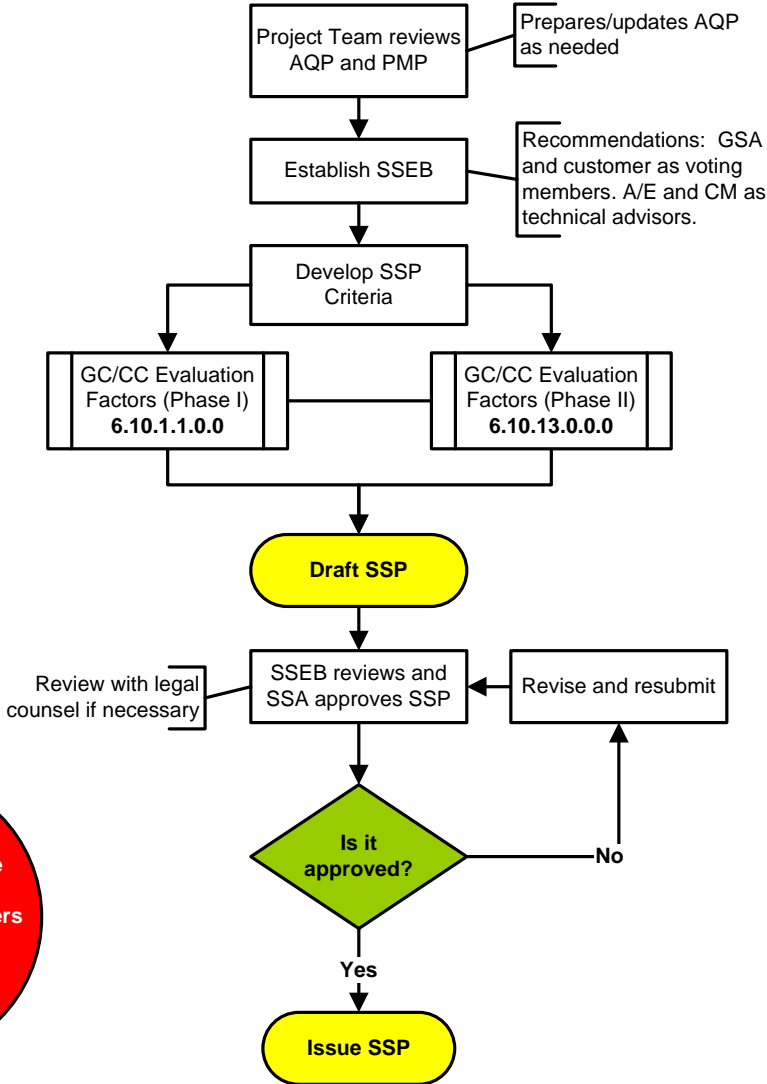 Project Team reviews
AQP and PMP
Prepares/updates AQP
as needed
Establish SSEB
Recommendations: GSA
and customer as voting
members. A/E and CM as
technical advisors.
Develop SSP
Criteria
GC/CC Evaluation
Factors (Phase I)
6.10.1.1.0.0
GC/CC Evaluation
Factors (Phase II)
6.10.13.0.0.0
Draft SSP
Review with legal
counsel if necessary
SSEB reviews and
SSA approves SSP
Revise and resubmit
Is it
approved?
No
Yes
Issue SSP